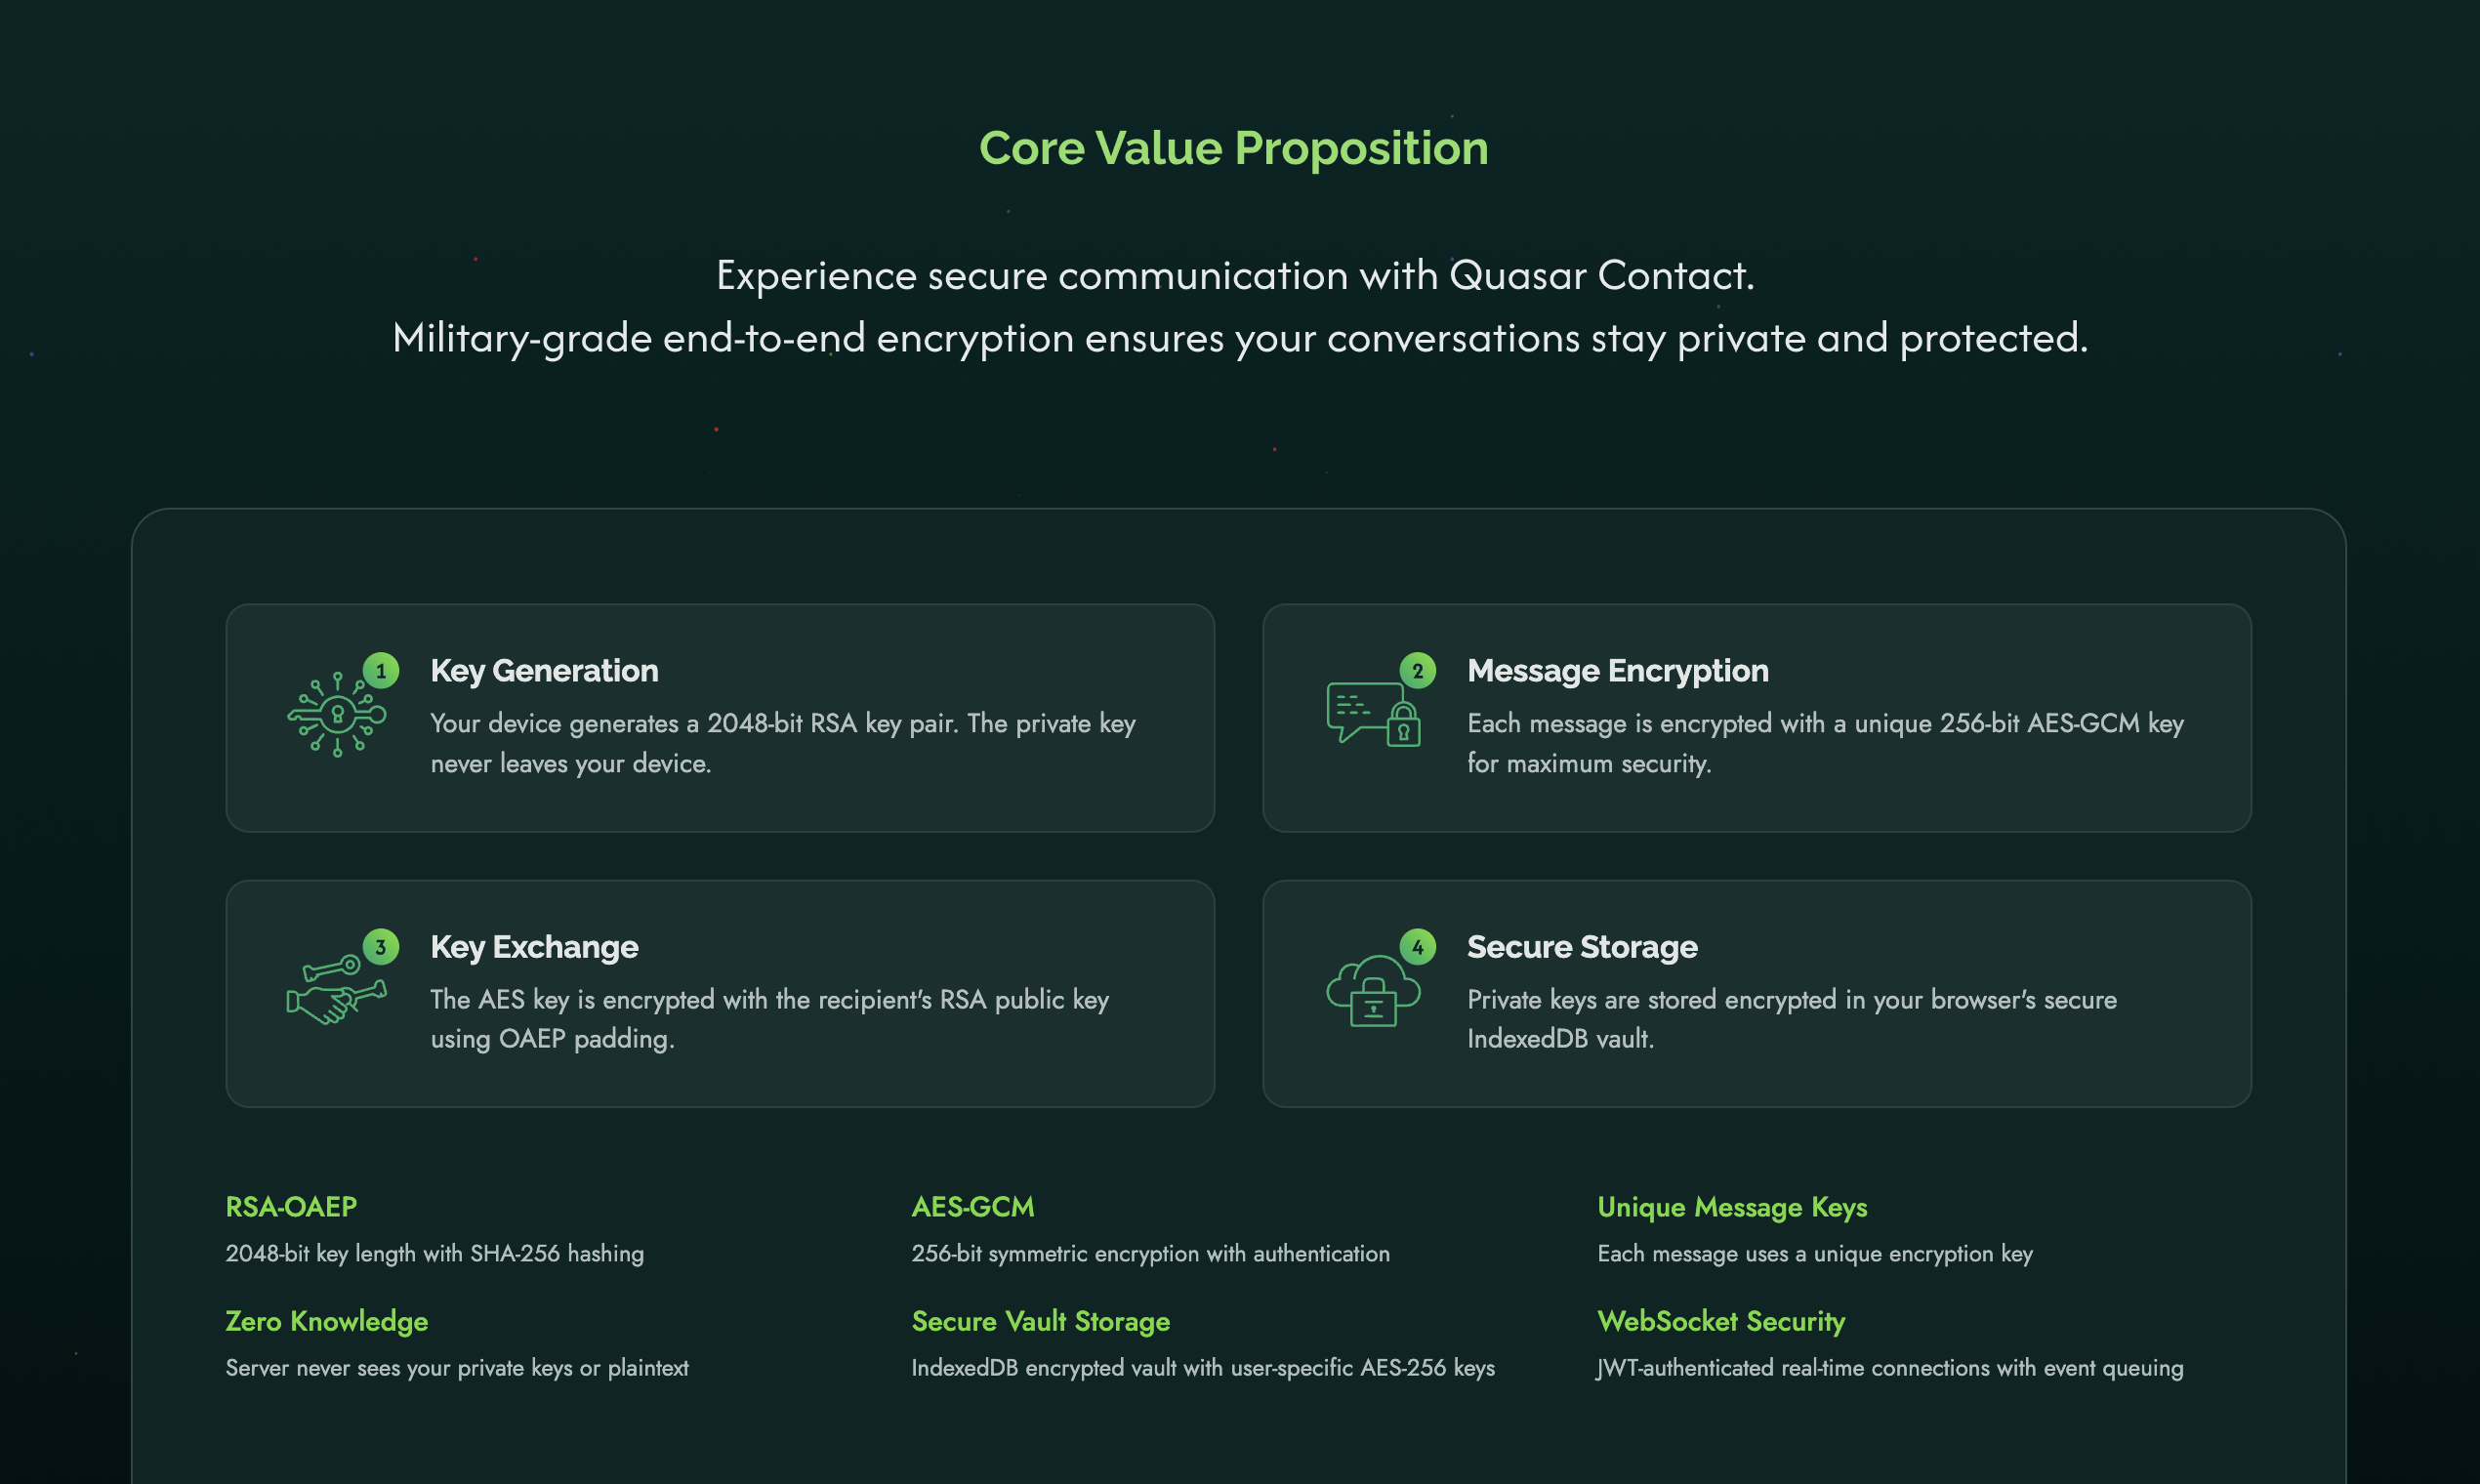 Core Value Proposition
Experience secure communication with Quasar Contact.
Military-grade end-to-end encryption ensures your conversations stay private and protected.
1
Key Generation
Your device generates a 2048-bit RSA key pair. The private key
never leaves your device.
2
Message Encryption
Each message is encrypted with a unique 256-bit AES-GCM key
for maximum security.
3
Key Exchange
The AES key is encrypted with the recipient's RSA public key
using OAEP padding.
4
Secure Storage
Private keys are stored encrypted in your browser's secure
IndexedDB vault.
RSA-OAEP
2048-bit key length with SHA-256 hashing
AES-GCM
256-bit symmetric encryption with authentication
Unique Message Keys
Each message uses a unique encryption key
Zero Knowledge
Server never sees your private keys or plaintext
Secure Vault Storage
IndexedDB encrypted vault with user-specific AES-256 keys
WebSocket Security
JWT-authenticated real-time connections with event queuing